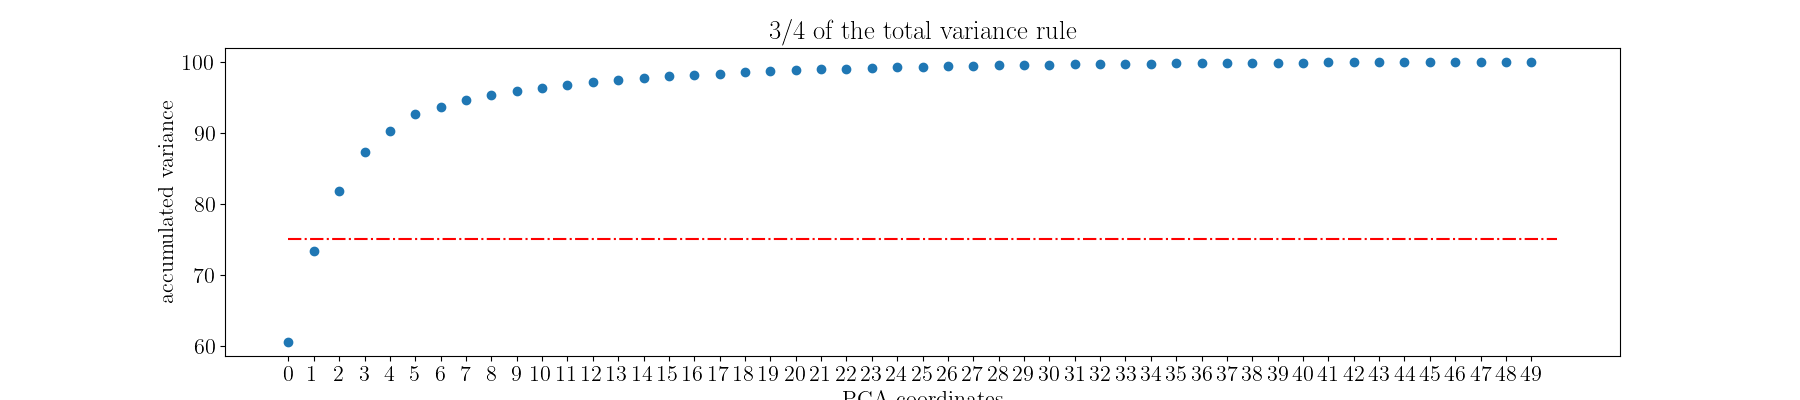 3/4 of the total variance rule
100
90
80
70
60
accumulated variance
0 1 2 3 4 5 6 7 8 9 10 11 12 13 14 15 16 17 18 19 20 21 22 23 24 25 26 27 28 29 30 31 32 33 34 35 36 37 38 39 40 41 42 43 44 45 46 47 48 49
PCA coordinates